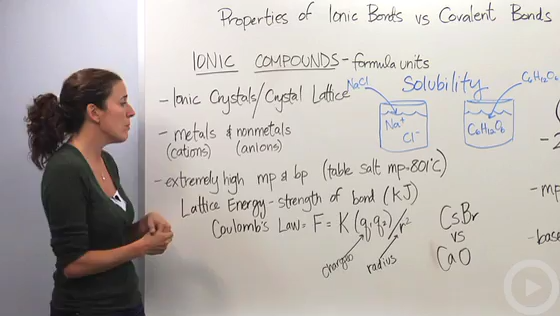 Properties of Ionic Bonds vs Covalent Bonds
IONIC COMPOUNDS - formula units
- Ionic Crystals/Crystal Lattice
- metals & nonmetals
(cations) (anions)
- extremely high mp & bp (table salt mp=801°C)
Lattice Energy - strength of bond (KJ)
Coulomb's Law = F = K (q₁q₂)/r²
charges
radius
NaCl
Solubility
C₆H₁₂O₆
Na⁺
Cl⁻
C₆H₁₂O₆
CsBr
vs
CaO
- mp
- base